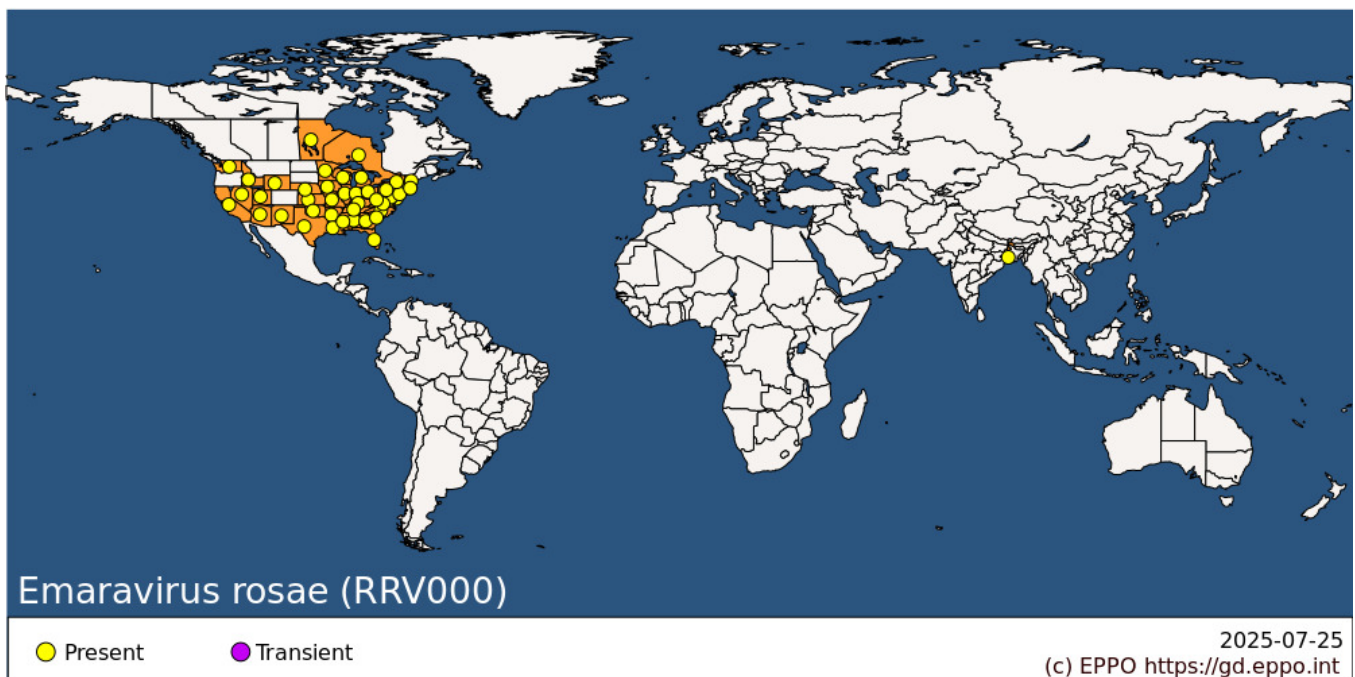 Emaravirus rosae (RRV000)
Present
Transient
2025-07-25
(c) EPPO https://gd.eppo.int